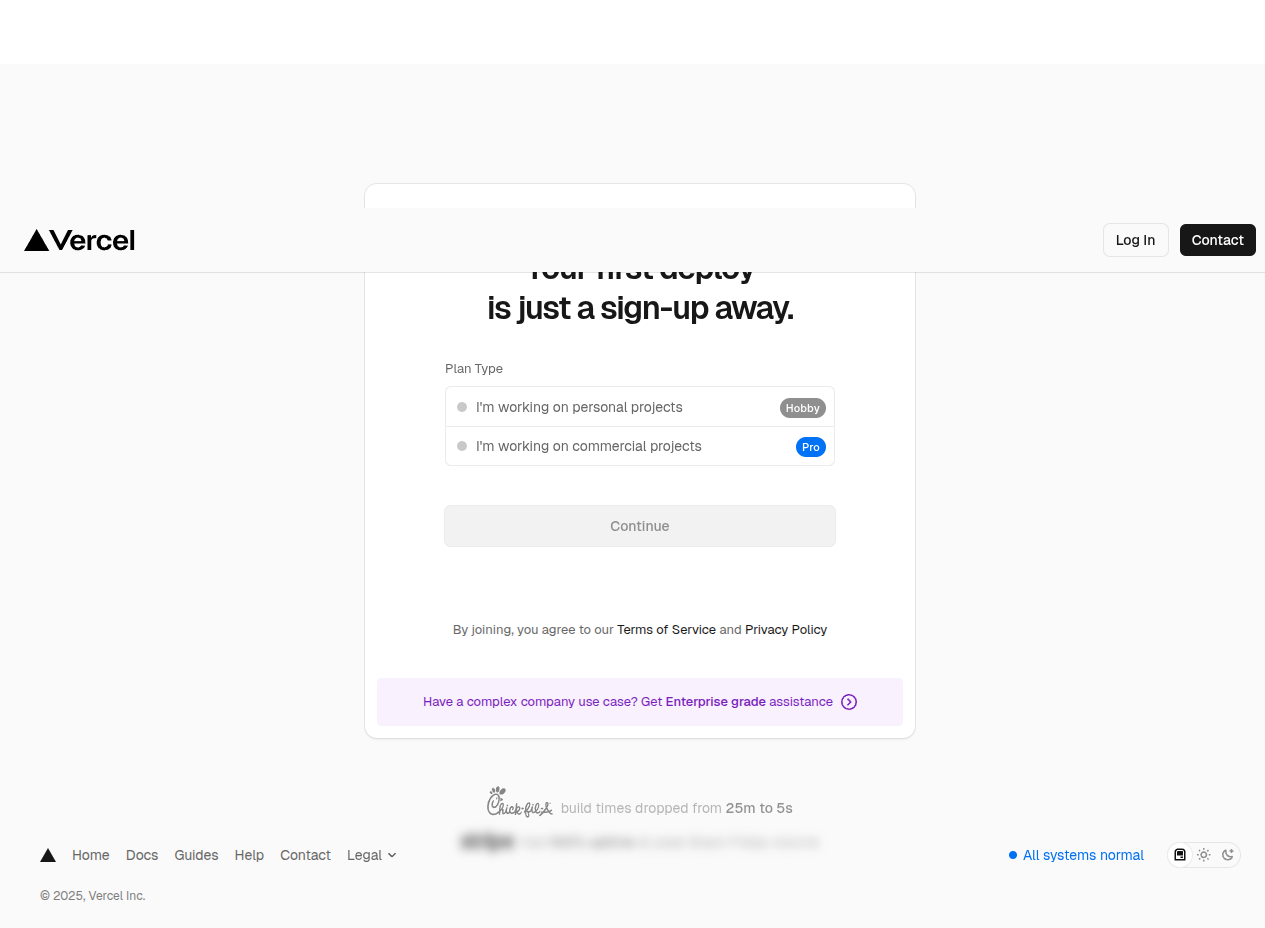 Vercel
Log In
Contact
Your first deploy
is just a sign-up away.
Plan Type
I'm working on personal projects
Hobby
I'm working on commercial projects
Pro
Continue
By joining, you agree to our Terms of Service and Privacy Policy
Have a complex company use case? Get Enterprise grade assistance
Chick-fil-A build times dropped from 25m to 5s
Home
Docs
Guides
Help
Contact
Legal
All systems normal
© 2025, Vercel Inc.